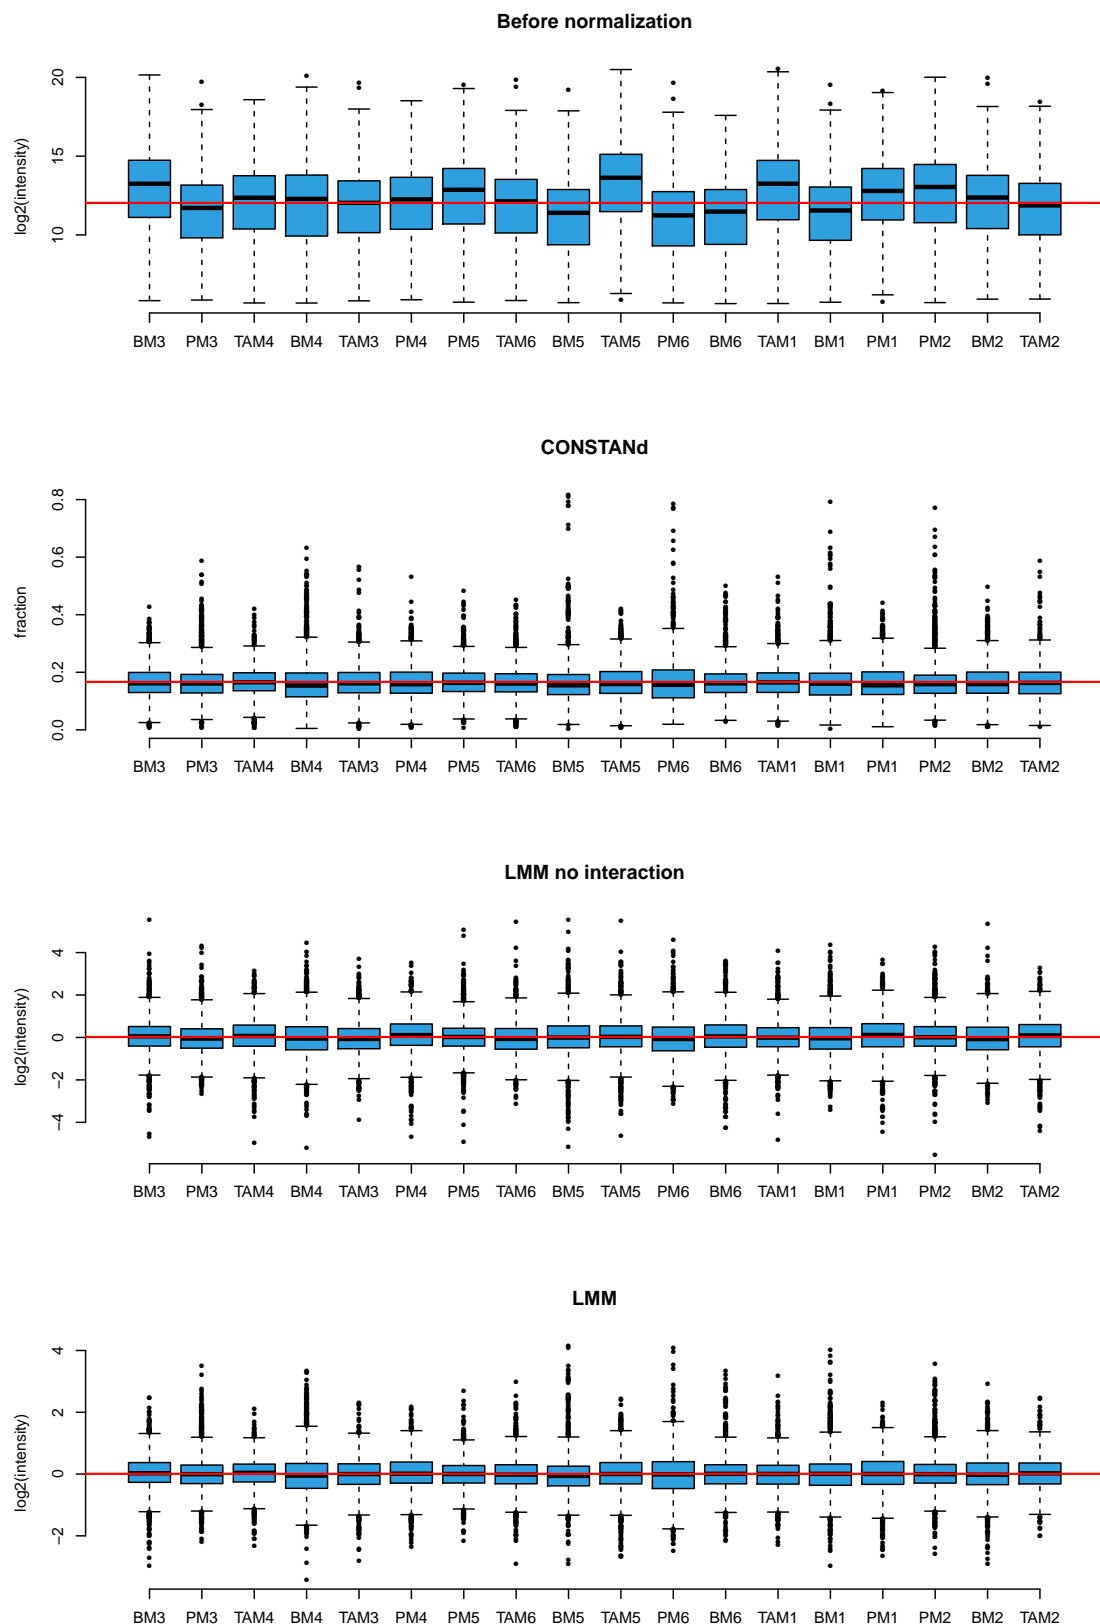 Before normalization
log2(intensity)
20
15
10
BM3 PM3 TAM4 BM4 TAM3 PM4 PM5 TAM6 BM5 TAM5 PM6 BM6 TAM1 BM1 PM1 PM2 BM2 TAM2
CONSTANd
fraction
0.8
0.6
0.4
0.2
0.0
BM3 PM3 TAM4 BM4 TAM3 PM4 PM5 TAM6 BM5 TAM5 PM6 BM6 TAM1 BM1 PM1 PM2 BM2 TAM2
LMM no interaction
log2(intensity)
4
2
0
−2
−4
BM3 PM3 TAM4 BM4 TAM3 PM4 PM5 TAM6 BM5 TAM5 PM6 BM6 TAM1 BM1 PM1 PM2 BM2 TAM2
LMM
log2(intensity)
4
2
0
−2
BM3 PM3 TAM4 BM4 TAM3 PM4 PM5 TAM6 BM5 TAM5 PM6 BM6 TAM1 BM1 PM1 PM2 BM2 TAM2